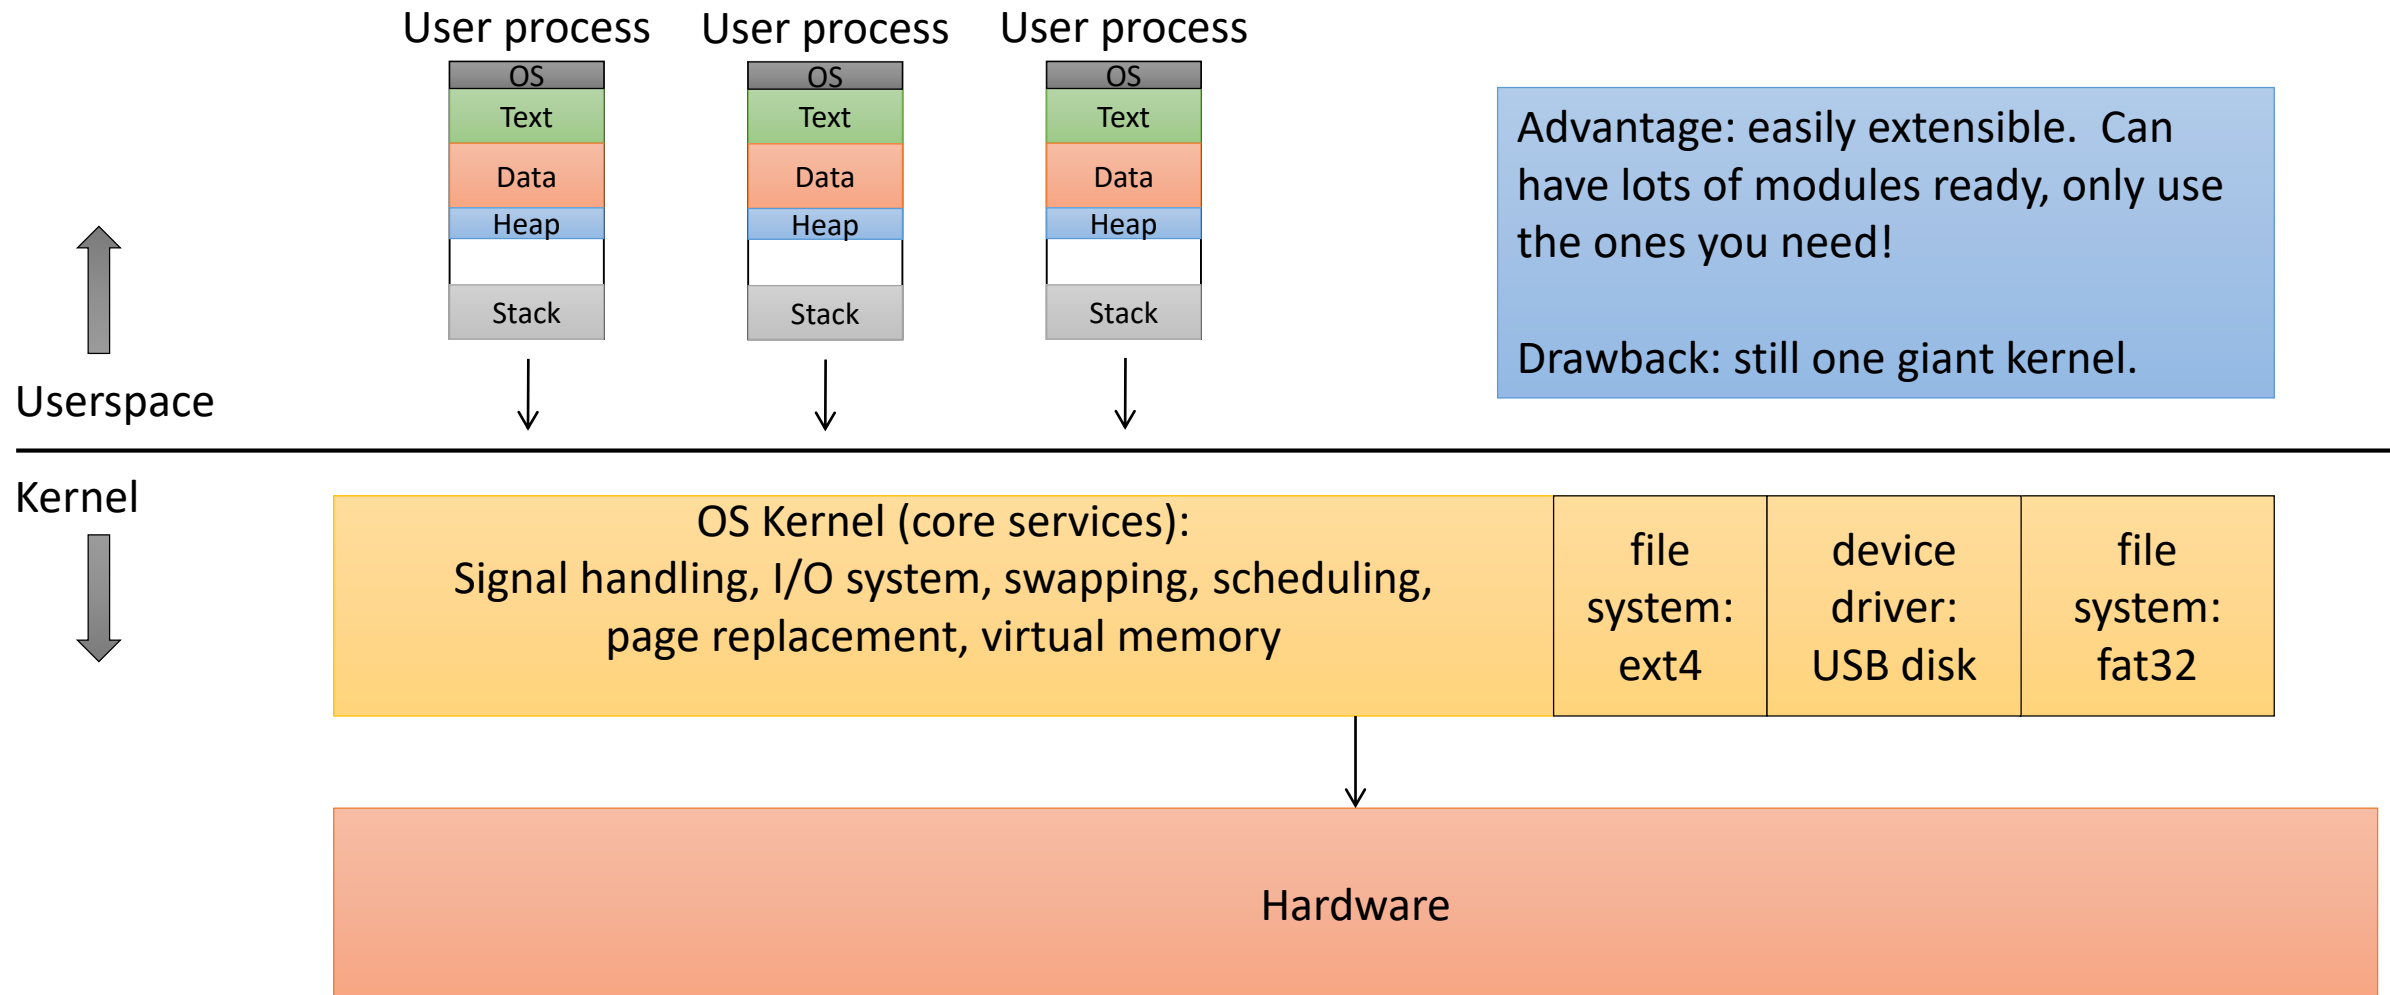 User process
User process
User process
OS
Text
Data
Heap
Stack
OS
Text
Data
Heap
Stack
OS
Text
Data
Heap
Stack
Advantage: easily extensible.  Can
have lots of modules ready, only use
the ones you need!
Drawback: still one giant kernel.
Userspace
Kernel
OS Kernel (core services):
Signal handling, I/O system, swapping, scheduling,
page replacement, virtual memory
file
system:
ext4
device
driver:
USB disk
file
system:
fat32
Hardware